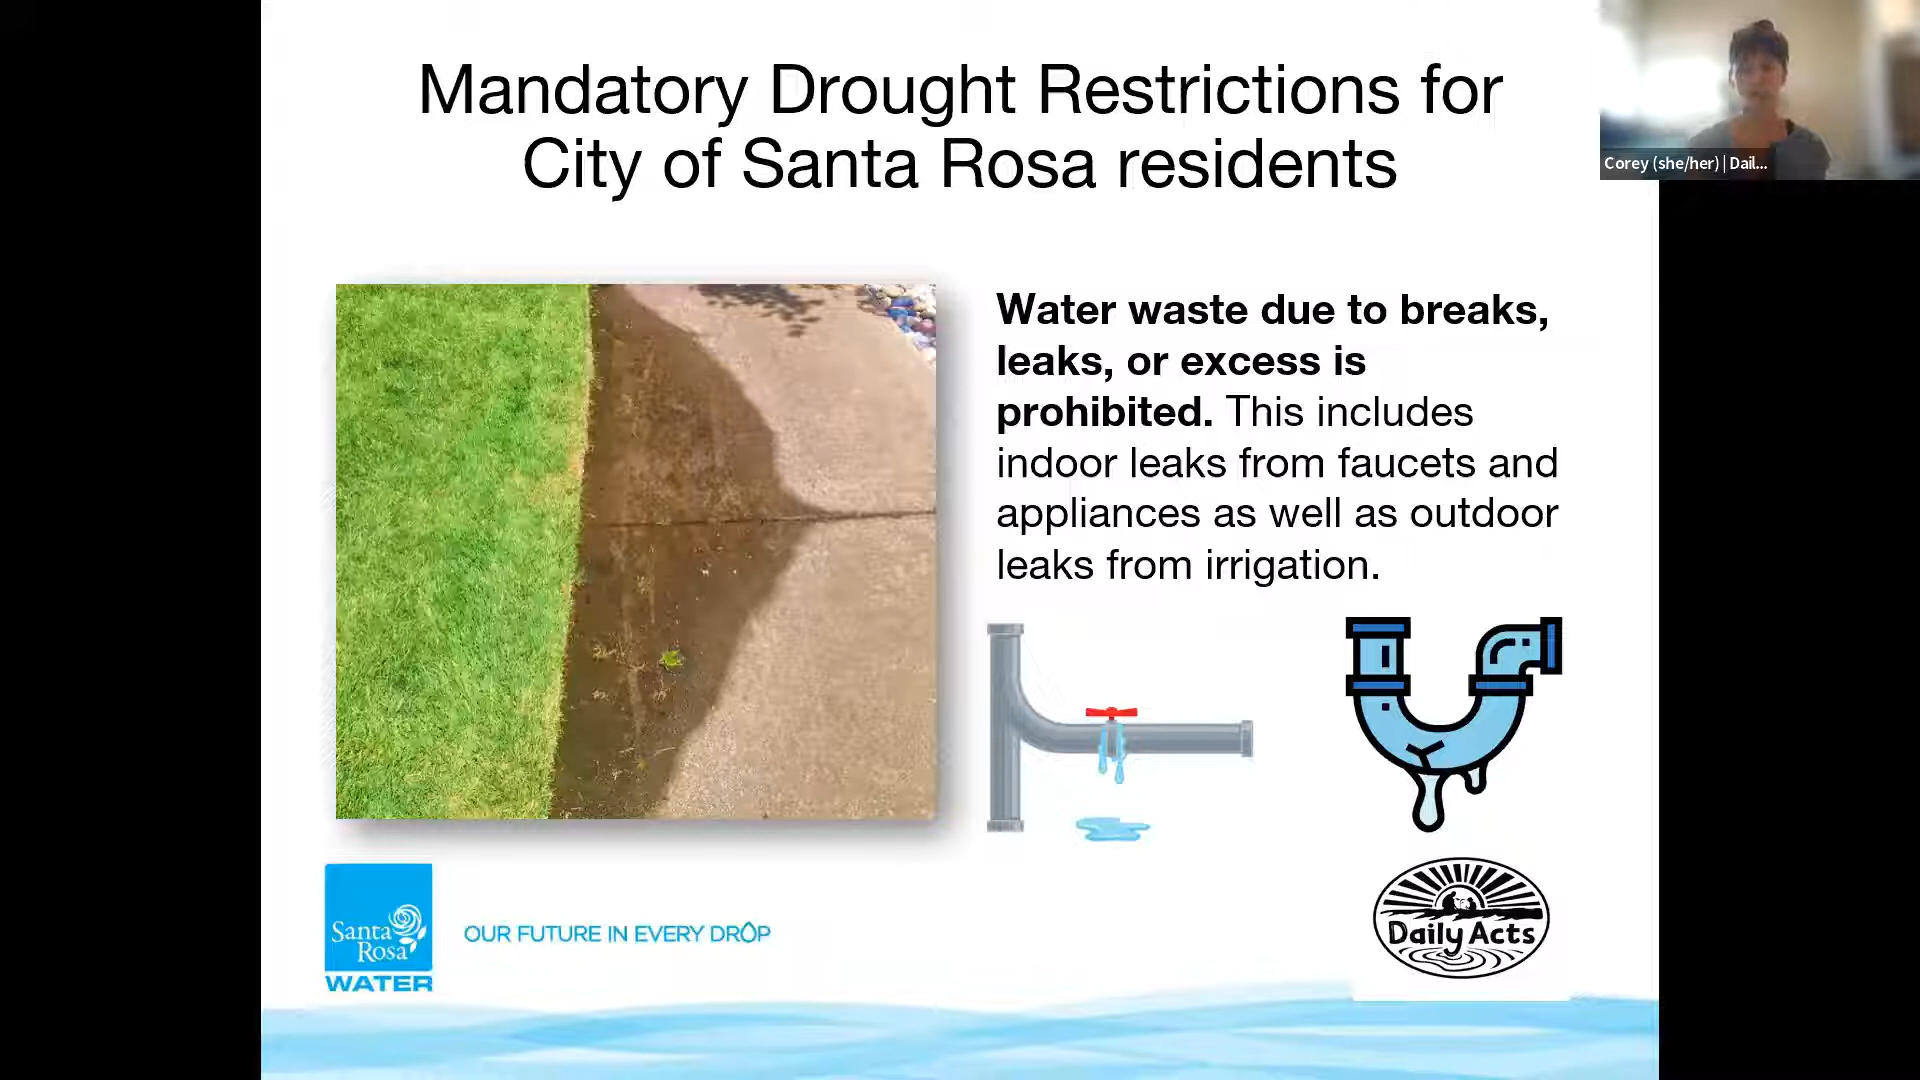 Mandatory Drought Restrictions for
City of Santa Rosa residents
Corey (she/her) | Dail...
Water waste due to breaks,
leaks, or excess is
prohibited. This includes
indoor leaks from faucets and
appliances as well as outdoor
leaks from irrigation.
Santa
Rosa
WATER
OUR FUTURE IN EVERY DROP
Daily Acts